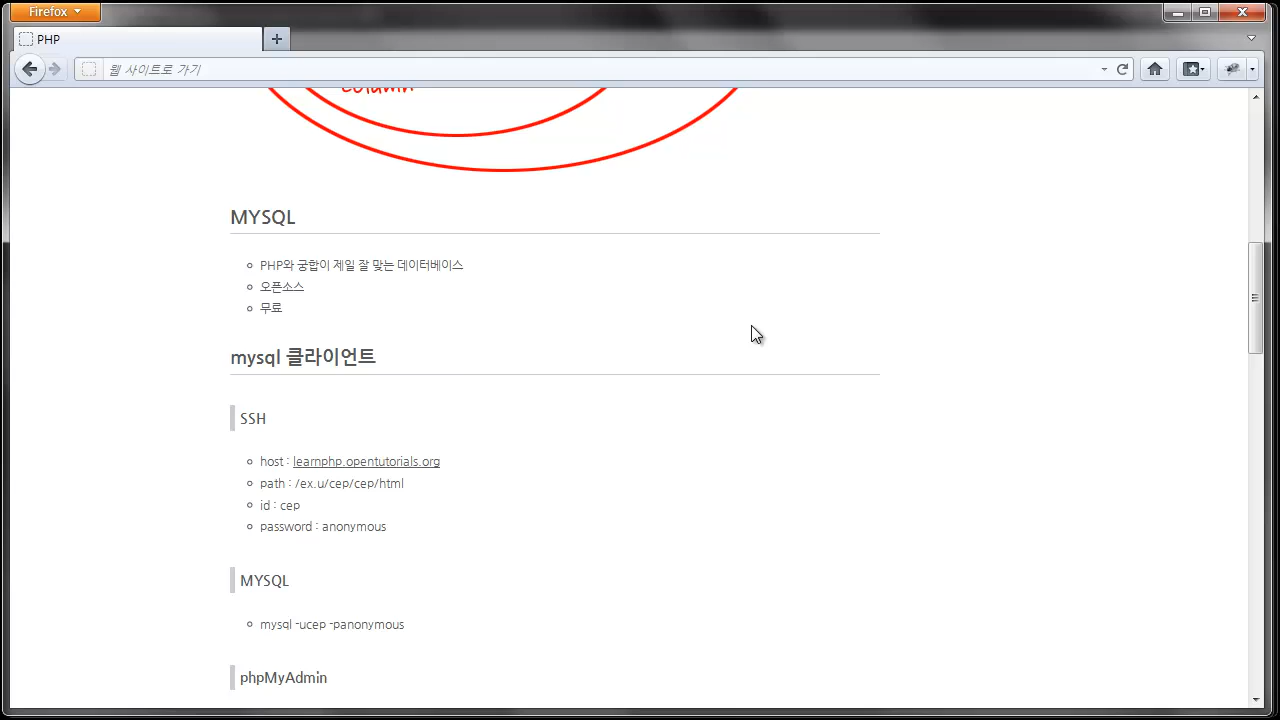 Firefox
PHP
웹 사이트로 가기
column
MYSQL
PHP와 궁합이 제일 잘 맞는 데이터베이스
오픈소스
무료
mysql 클라이언트
SSH
host : learnphp.opentutorials.org
path : /ex.u/cep/cep/html
id : cep
password : anonymous
MYSQL
mysql -ucep -panonymous
phpMyAdmin